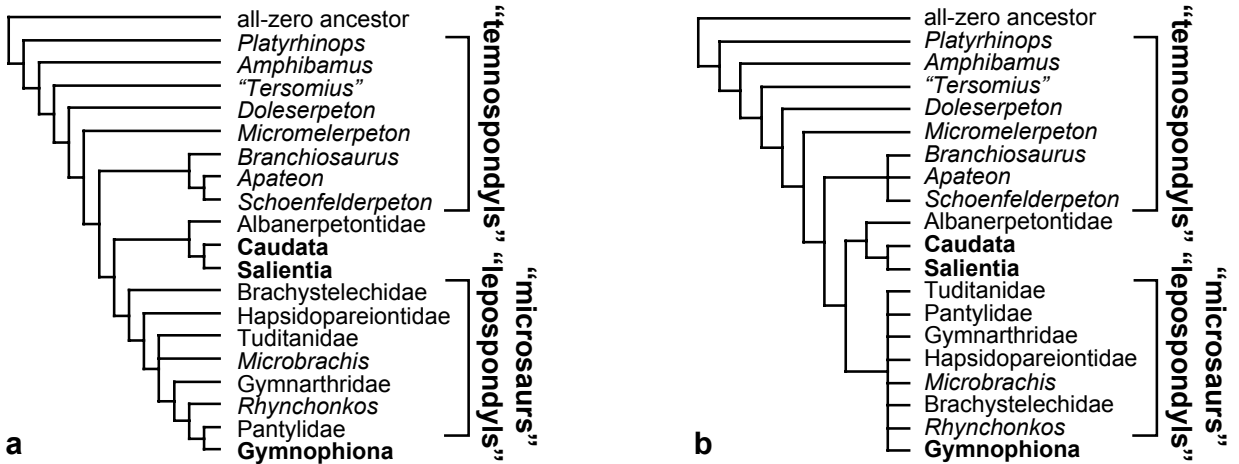 all-zero ancestor
Platyrhinops
Amphibamus
“Tersomius”
Doleserpeton
Micromelerpeton
Branchiosaurus
Apateon
Schoenfelderpeton
Albanerpetontidae
Caudata
Salientia
Brachystelechidae
Hapsidopareiontidae
Tuditanidae
Microbrachis
Gymnarthridae
Rhynchonkos
Pantylidae
Gymnophiona
“temnospondyls”
“microsaurs”
“lepospondyls”
a
all-zero ancestor
Platyrhinops
Amphibamus
“Tersomius”
Doleserpeton
Micromelerpeton
Branchiosaurus
Apateon
Schoenfelderpeton
Albanerpetontidae
Caudata
Salientia
Tuditanidae
Pantylidae
Gymnarthridae
Hapsidopareiontidae
Microbrachis
Brachystelechidae
Rhynchonkos
Gymnophiona
“temnospondyls”
“microsaurs”
“lepospondyls”
b